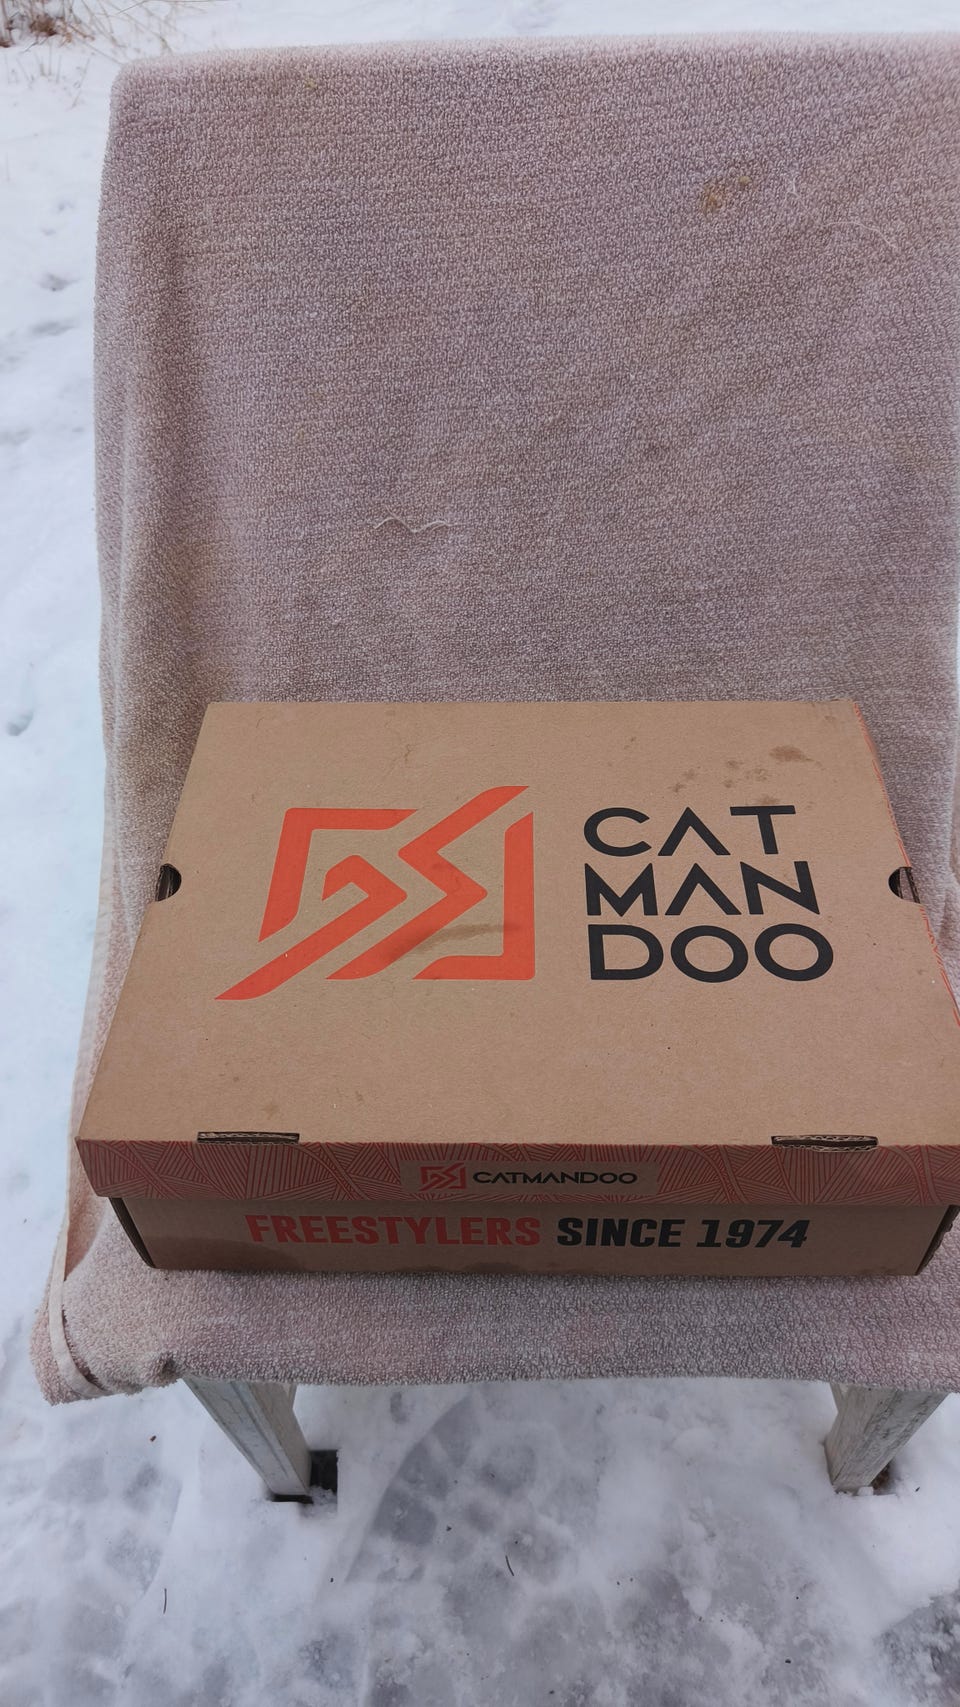 CAT
MAN
DOO
CATMANDOO
FREESTYLERS SINCE 1974